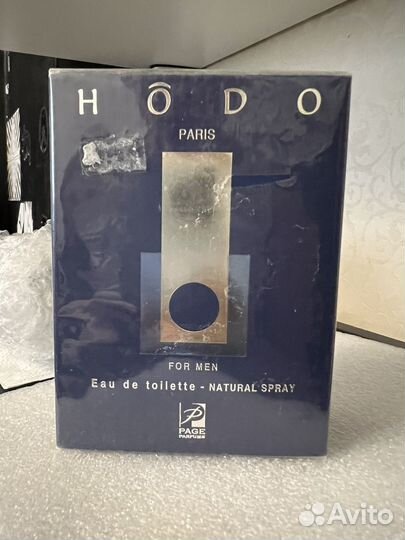 HÔDO
PARIS
FOR MEN
Eau de toilette - NATURAL SPRAY
PAGE
PARFUMS
Avito